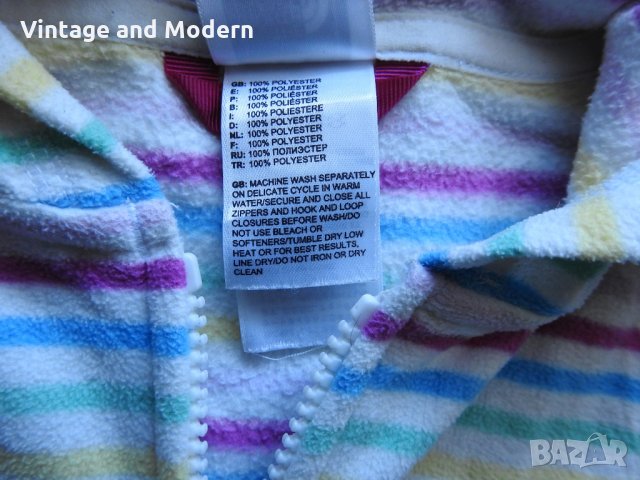 Vintage and Modern
GB: 100% POLYESTER
E: 100% POLIÉSTER
P: 100% POLIÉSTER
B: 100% POLIÉSTER
I: 100% POLIESTERE
D: 100% POLYESTER
NL: 100% POLYESTER
F: 100% POLYESTER
RU: 100% ПОЛИЭСТЕР
TR: 100% POLYESTER
GB: MACHINE WASH SEPARATELY
ON DELICATE CYCLE IN WARM
WATER/SECURE AND CLOSE ALL
ZIPPERS AND HOOK AND LOOP
CLOSURES BEFORE WASH/DO
NOT USE BLEACH OR
SOFTENERS/TUMBLE DRY LOW
HEAT OR FOR BEST RESULTS,
LINE DRY/DO NOT IRON OR DRY
CLEAN
BAZAR